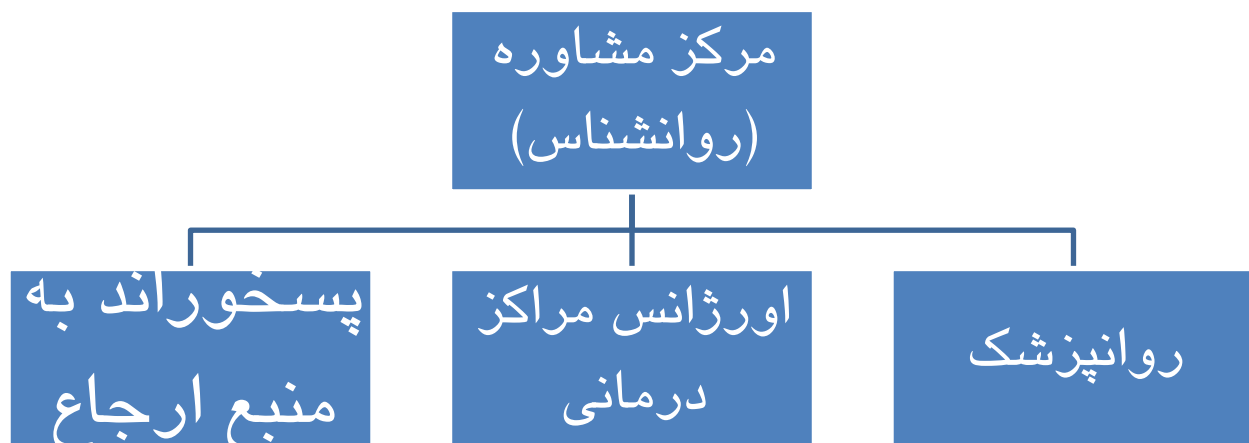 مرکز مشاوره
(روانشناس)
روانپزشک
اورژانس مراکز
درمانی
پسخوراند به
منبع ارجاع